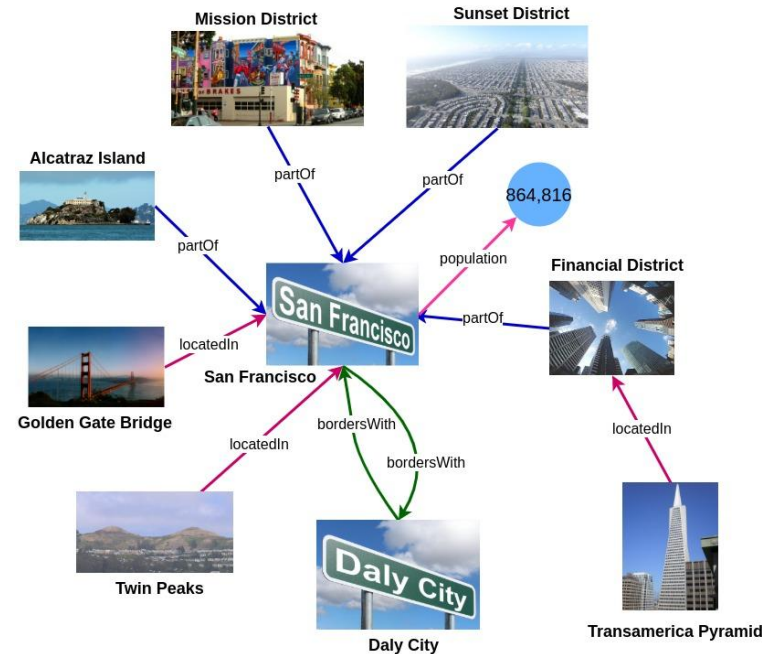 Mission District
Sunset District
BRAKES
Alcatraz Island
partOf
partOf
partOf
864,816
population
Financial District
San Francisco
partOf
locatedIn
San Francisco
Golden Gate Bridge
bordersWith
locatedIn
bordersWith
locatedIn
Daly City
Twin Peaks
Daly City
Transamerica Pyramid